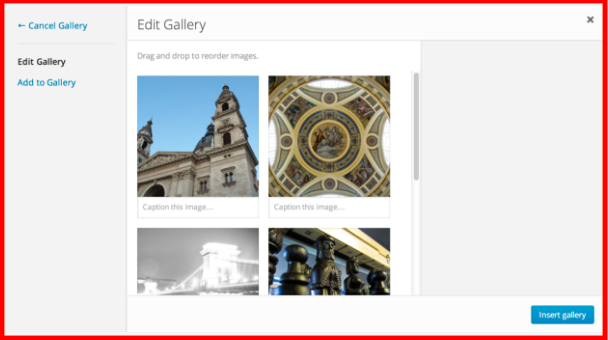 ← Cancel Gallery
Edit Gallery
Add to Gallery
Edit Gallery
×
Drag and drop to reorder images.
Caption this image...
Caption this image...
Insert gallery